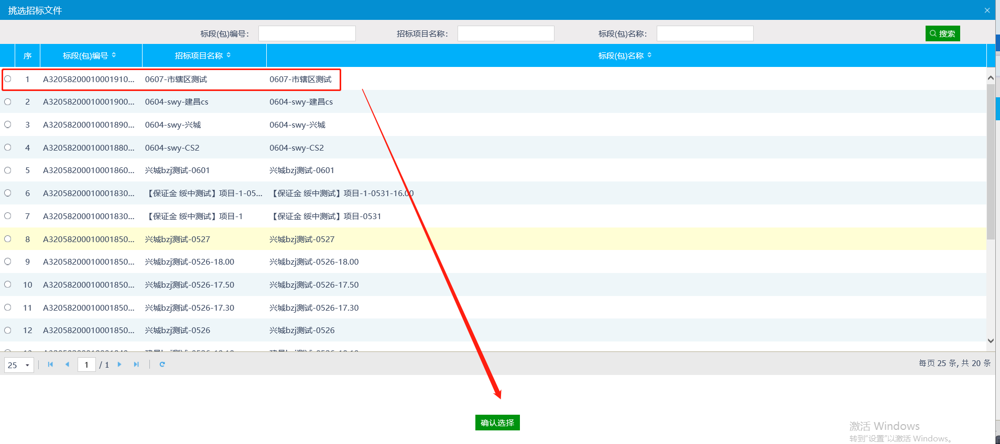 挑选招标文件
标段(包)编号： 招标项目名称： 标段(包)名称： 搜索
序 标段(包)编号 招标项目名称 标段(包)名称
1 A32058200010001910... 0607-市辖区测试 0607-市辖区测试
2 A32058200010001900... 0604-swy-建昌cs 0604-swy-建昌cs
3 A32058200010001890... 0604-swy-兴城 0604-swy-兴城
4 A32058200010001880... 0604-swy-CS2 0604-swy-CS2
5 A32058200010001860... 兴城bzj测试-0601 兴城bzj测试-0601
6 A32058200010001830... 【保证金 绥中测试】项目-1-05... 【保证金 绥中测试】项目-1-0531-16.00
7 A32058200010001830... 【保证金 绥中测试】项目-1 【保证金 绥中测试】项目-0531
8 A32058200010001850... 兴城bzj测试-0527 兴城bzj测试-0527
9 A32058200010001850... 兴城bzj测试-0526-18.00 兴城bzj测试-0526-18.00
10 A32058200010001850... 兴城bzj测试-0526-17.50 兴城bzj测试-0526-17.50
11 A32058200010001850... 兴城bzj测试-0526-17.30 兴城bzj测试-0526-17.30
12 A32058200010001850... 兴城bzj测试-0526 兴城bzj测试-0526
25 1 / 1 每页 25 条, 共 20 条
确认选择
激活 Windows
转到“设置”以激活 Windows。